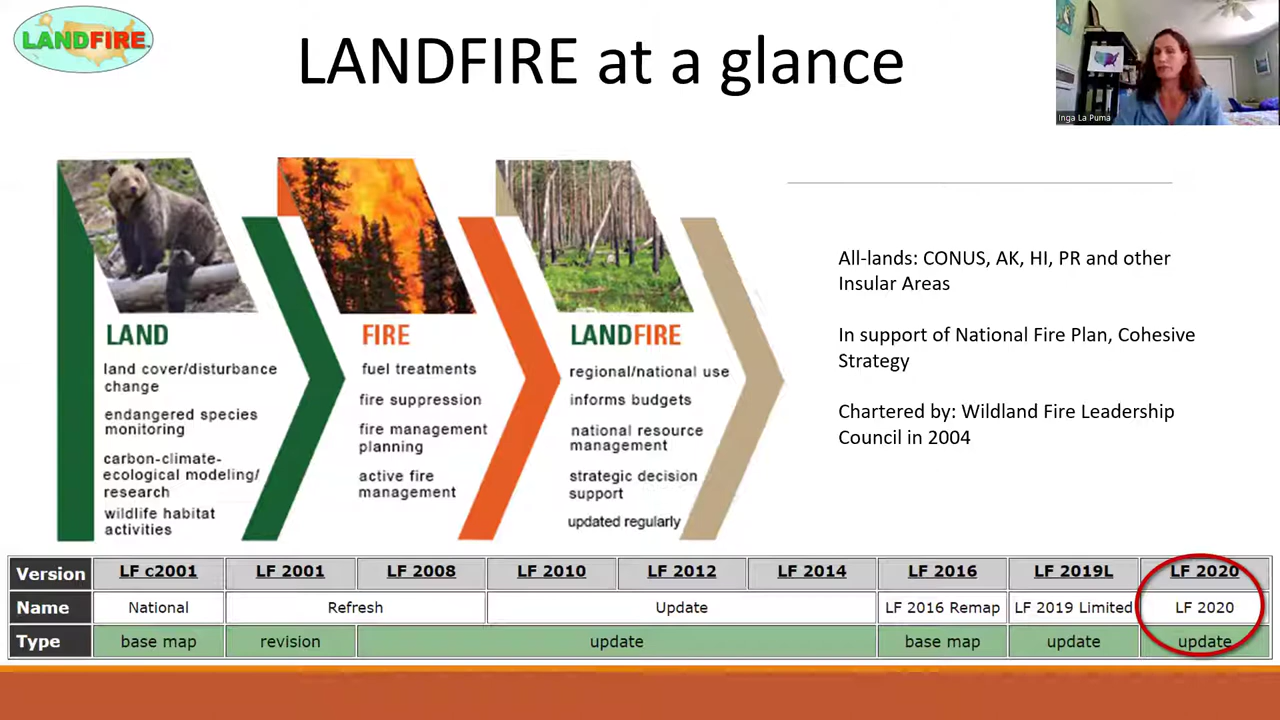 LANDFIRE
LANDFIRE at a glance
Inga La Puma
LAND
land cover/disturbance
change
endangered species
monitoring
carbon-climate-
ecological modeling/
research
wildlife habitat
activities
FIRE
fuel treatments
fire suppression
fire management
planning
active fire
management
LANDFIRE
regional/national use
informs budgets
national resource
management
strategic decision
support
updated regularly
All-lands: CONUS, AK, HI, PR and other
Insular Areas
In support of National Fire Plan, Cohesive
Strategy
Chartered by: Wildland Fire Leadership
Council in 2004
Version LF c2001 LF 2001 LF 2008 LF 2010 LF 2012 LF 2014 LF 2016 LF 2019L LF 2020
Name National Refresh Update LF 2016 Remap LF 2019 Limited LF 2020
Type base map revision update base map update update